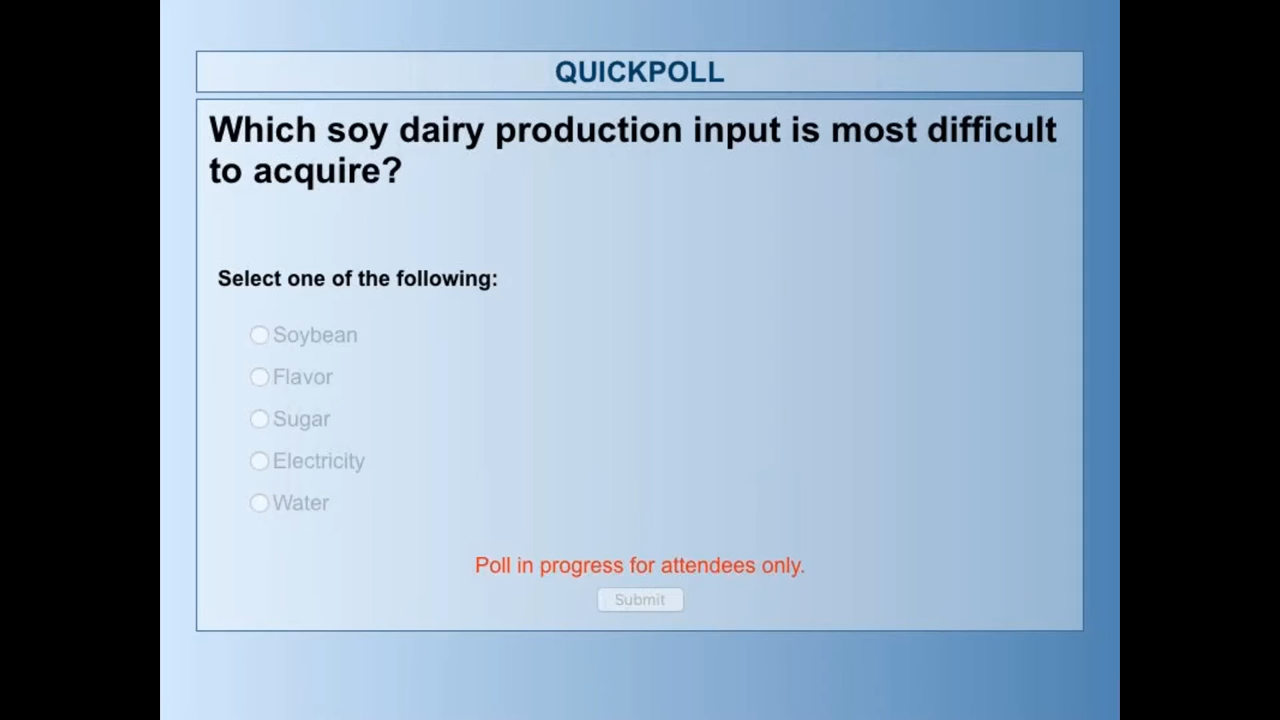 QUICKPOLL
Which soy dairy production input is most difficult
to acquire?
Select one of the following:
Soybean
Flavor
Sugar
Electricity
Water
Poll in progress for attendees only.
Submit